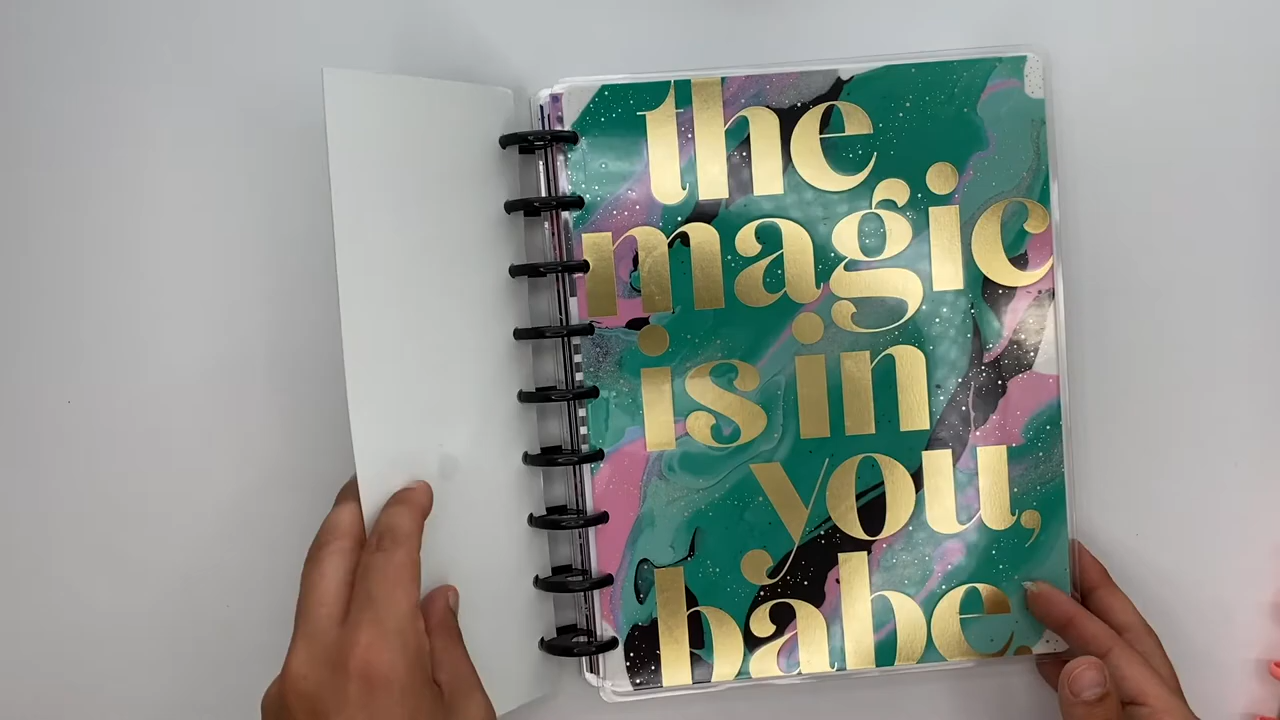 the
magic
is in
you,
babe.